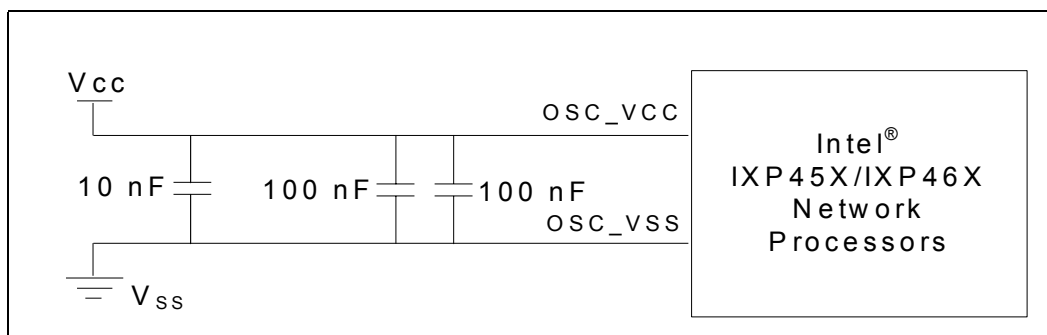 Vcc
OSC_VCC
10 nF
100 nF
100 nF
OSC_VSS
VSS
Intel®
IXP45X/IXP46X
Network
Processors